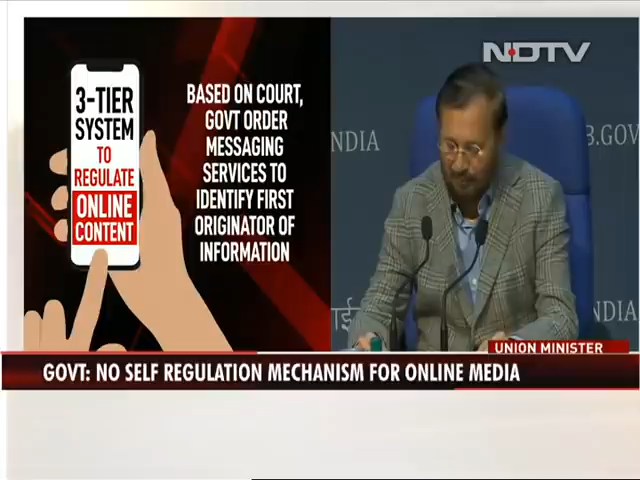 3-TIER
SYSTEM
TO
REGULATE
ONLINE
CONTENT
BASED ON COURT,
GOVT ORDER
MESSAGING
SERVICES TO
IDENTIFY FIRST
ORIGINATOR OF
INFORMATION
NDTV
INDIA
B.GOV
NDIA
UNION MINISTER
GOVT: NO SELF REGULATION MECHANISM FOR ONLINE MEDIA